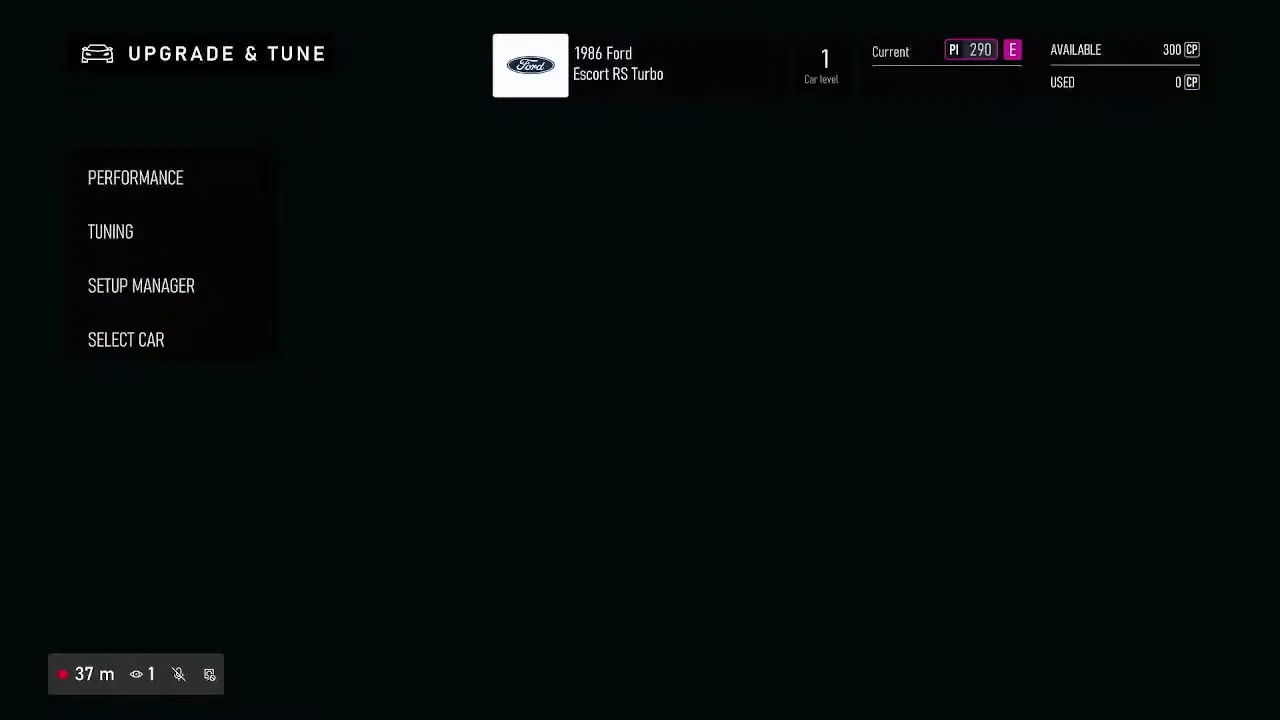 UPGRADE & TUNE
Ford
1986 Ford
Escort RS Turbo
1
Car level
Current PI 290 E
AVAILABLE 300 CP
USED 0 CP
PERFORMANCE
TUNING
SETUP MANAGER
SELECT CAR
37 m 1